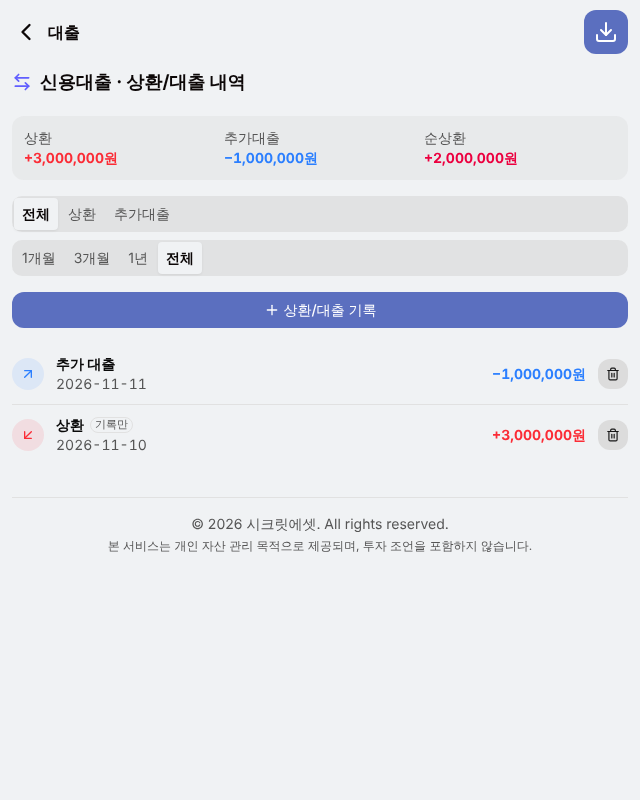 대출
신용대출 · 상환/대출 내역
상환 추가대출 순상환
+3,000,000원 −1,000,000원 +2,000,000원
전체 상환 추가대출
1개월 3개월 1년 전체
+ 상환/대출 기록
추가 대출
2026-11-11
−1,000,000원
상환 기록만
2026-11-10
+3,000,000원
© 2026 시크릿에셋. All rights reserved.
본 서비스는 개인 자산 관리 목적으로 제공되며, 투자 조언을 포함하지 않습니다.